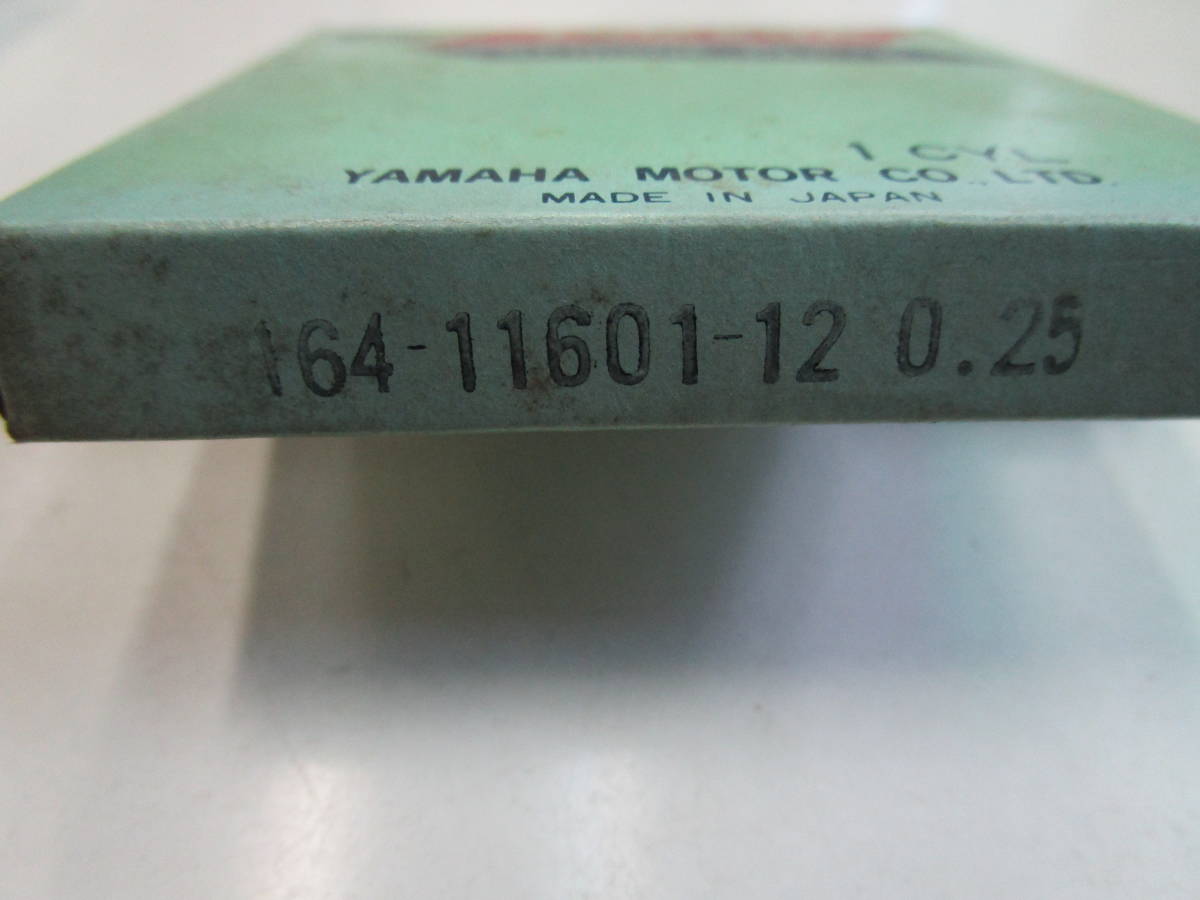 1 CYL
YAMAHA MOTOR CO.,LTD.
MADE IN JAPAN
164-11601-12 0.25